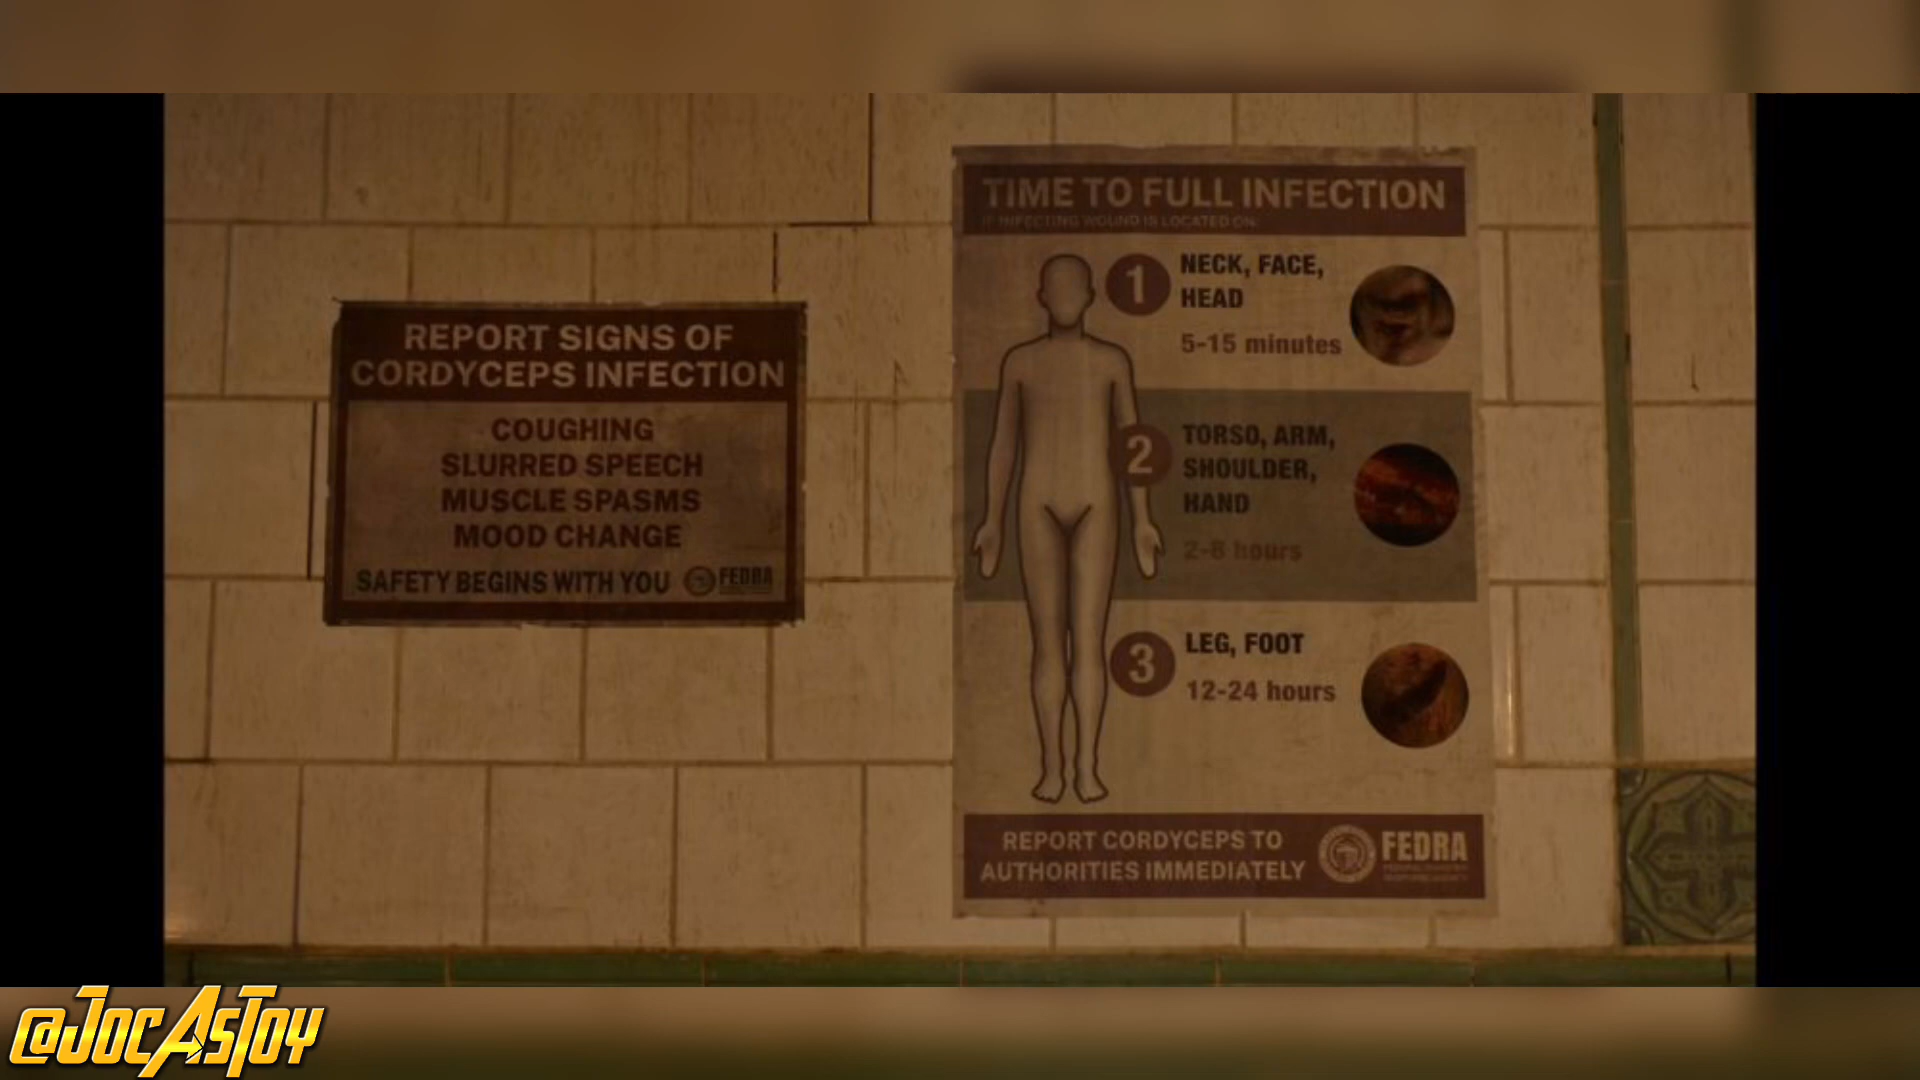 REPORT SIGNS OF
CORDYCEPS INFECTION
COUGHING
SLURRED SPEECH
MUSCLE SPASMS
MOOD CHANGE
SAFETY BEGINS WITH YOU
FEDRA
TIME TO FULL INFECTION
IF INFECTING WOUND IS LOCATED ON:
1
NECK, FACE,
HEAD
5-15 minutes
2
TORSO, ARM,
SHOULDER,
HAND
2-8 hours
3
LEG, FOOT
12-24 hours
REPORT CORDYCEPS TO
AUTHORITIES IMMEDIATELY
FEDRA
@JocAsToy